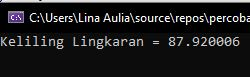 C:\Users\Lina Aulia\source\repos\percoba
Keliling Lingkaran = 87.920006